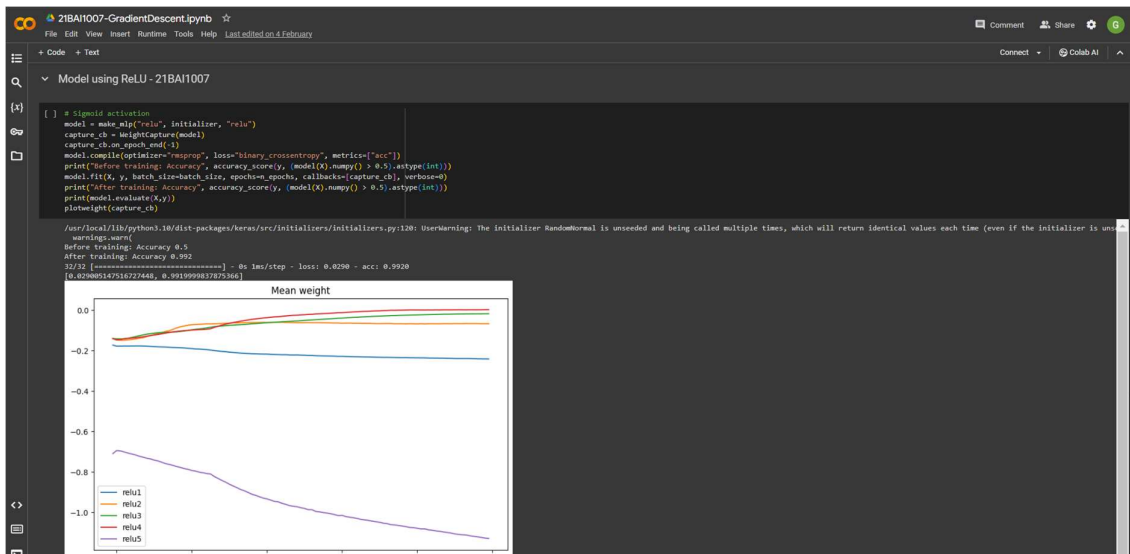 21BAI1007-GradientDescent.ipynb
File Edit View Insert Runtime Tools Help Last edited on 4 February
Comment Share G
+ Code + Text
Connect Colab AI
Model using ReLU - 21BAI1007
{x}
[ ] # Sigmoid activation
model = make_mlp("relu", initializer, "relu")
capture_cb = WeightCapture(model)
capture_cb.on_epoch_end(-1)
model.compile(optimizer="rmsprop", loss="binary_crossentropy", metrics=["acc"])
print("Before training: Accuracy", accuracy_score(y, (model(X).numpy() > 0.5).astype(int)))
model.fit(X, y, batch_size=batch_size, epochs=n_epochs, callbacks=[capture_cb], verbose=0)
print("After training: Accuracy", accuracy_score(y, (model(X).numpy() > 0.5).astype(int)))
print(model.evaluate(X,y))
plotweight(capture_cb)
/usr/local/lib/python3.10/dist-packages/keras/src/initializers/initializers.py:120: UserWarning: The initializer RandomNormal is unseeded and being called multiple times, which will return identical values each time (even if the initializer is
warnings.warn(
Before training: Accuracy 0.5
After training: Accuracy 0.992
32/32 [==============================] - 0s 1ms/step - loss: 0.0290 - acc: 0.9920
[0.029005147516727448, 0.9919999837875366]
Mean weight
0.0
−0.2
−0.4
−0.6
−0.8
−1.0
relu1
relu2
relu3
relu4
relu5